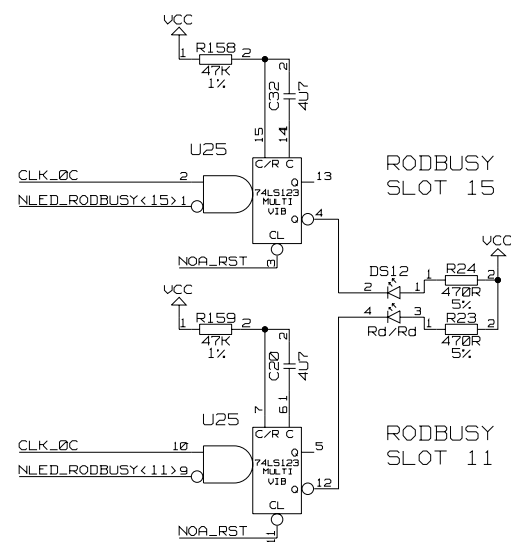 VCC
1 R158 2
47K
1%
2
C32
4U7
15
14
U25
C/R C
CLK_0C 2
Q 13
74LS123
MULTI
VIB
NLED_RODBUSY<15> 1
Q 4
CL
3
NOA_RST
RODBUSY
SLOT 15
VCC
DS12
R24
2 1 1 2
470R
5%
4 3
R23
Rd/Rd 1 2
470R
5%
VCC
1 R159 2
47K
1%
2
C20
4U7
1
7
6
U25
C/R C
CLK_0C 10
Q 5
74LS123
MULTI
VIB
NLED_RODBUSY<11> 9
Q 12
CL
11
NOA_RST
RODBUSY
SLOT 11